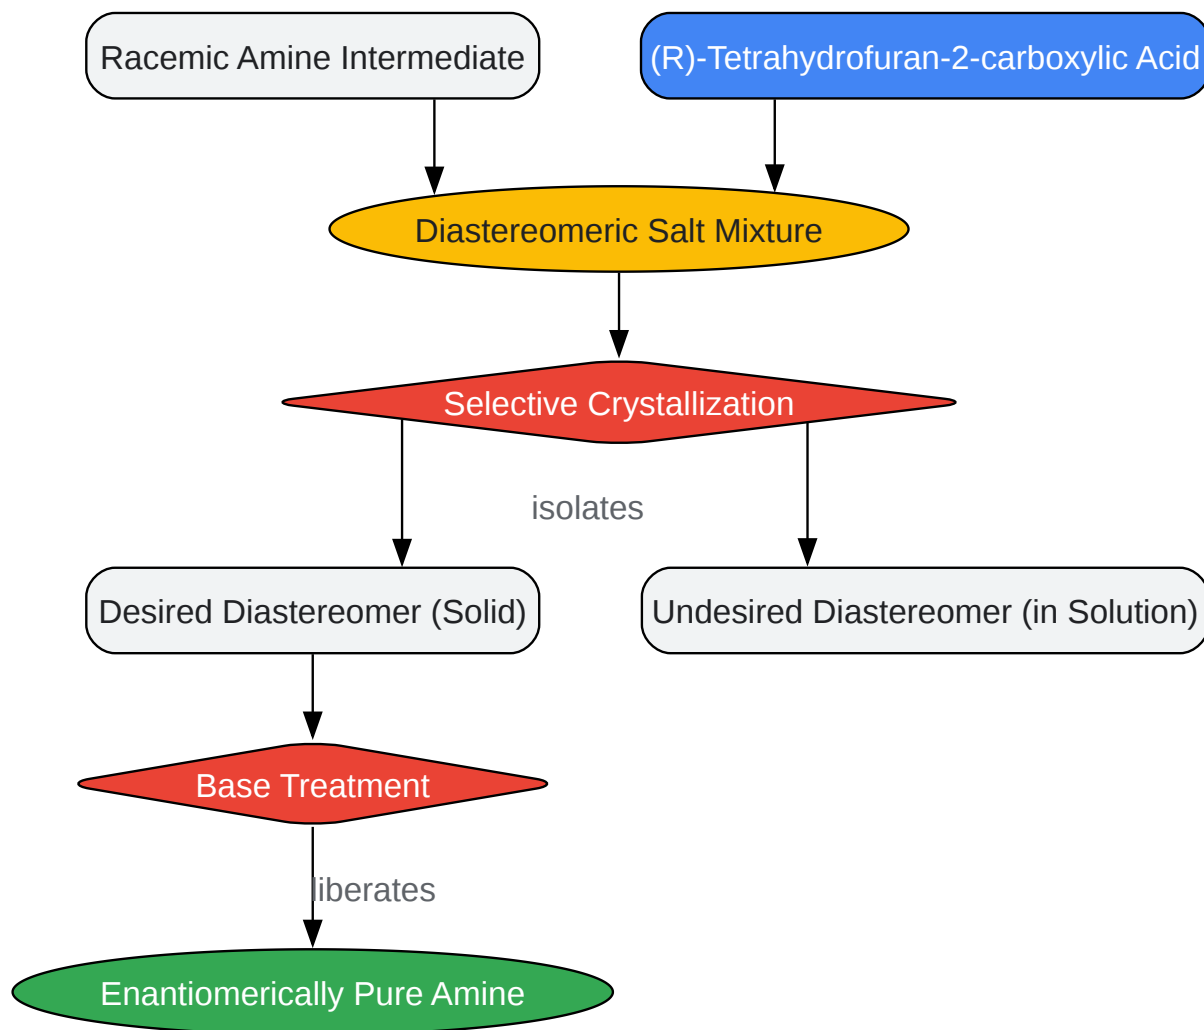 Racemic Amine Intermediate
(R)-Tetrahydrofuran-2-carboxylic Acid
Diastereomeric Salt Mixture
Selective Crystallization
isolates
Desired Diastereomer (Solid)
Undesired Diastereomer (in Solution)
Base Treatment
liberates
Enantiomerically Pure Amine